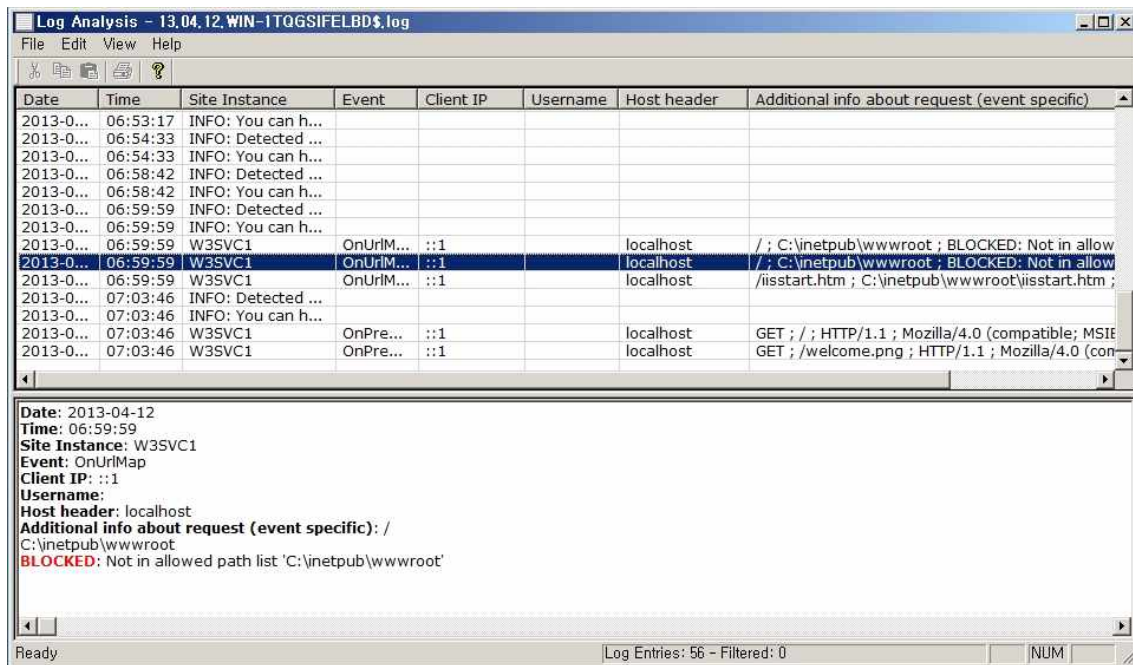 Log Analysis - 13,04,12,WIN-1TQGSIFELBD$,log
File Edit View Help
Date Time Site Instance Event Client IP Username Host header Additional info about request (event specific)
2013-0... 06:53:17 INFO: You can h...
2013-0... 06:54:33 INFO: Detected ...
2013-0... 06:54:33 INFO: You can h...
2013-0... 06:58:42 INFO: Detected ...
2013-0... 06:58:42 INFO: You can h...
2013-0... 06:59:59 INFO: Detected ...
2013-0... 06:59:59 INFO: You can h...
2013-0... 06:59:59 W3SVC1 OnUrlM... ::1 localhost / ; C:\inetpub\wwwroot ; BLOCKED: Not in allow
2013-0... 06:59:59 W3SVC1 OnUrlM... ::1 localhost / ; C:\inetpub\wwwroot ; BLOCKED: Not in allow
2013-0... 06:59:59 W3SVC1 OnUrlM... ::1 localhost /iisstart.htm ; C:\inetpub\wwwroot\iisstart.htm ;
2013-0... 07:03:46 INFO: Detected ...
2013-0... 07:03:46 INFO: You can h...
2013-0... 07:03:46 W3SVC1 OnPre... ::1 localhost GET ; / ; HTTP/1.1 ; Mozilla/4.0 (compatible; MSIE
2013-0... 07:03:46 W3SVC1 OnPre... ::1 localhost GET ; /welcome.png ; HTTP/1.1 ; Mozilla/4.0 (com
Date: 2013-04-12
Time: 06:59:59
Site Instance: W3SVC1
Event: OnUrlMap
Client IP: ::1
Username:
Host header: localhost
Additional info about request (event specific): /
C:\inetpub\wwwroot
BLOCKED: Not in allowed path list 'C:\inetpub\wwwroot'
Ready Log Entries: 56 - Filtered: 0 NUM